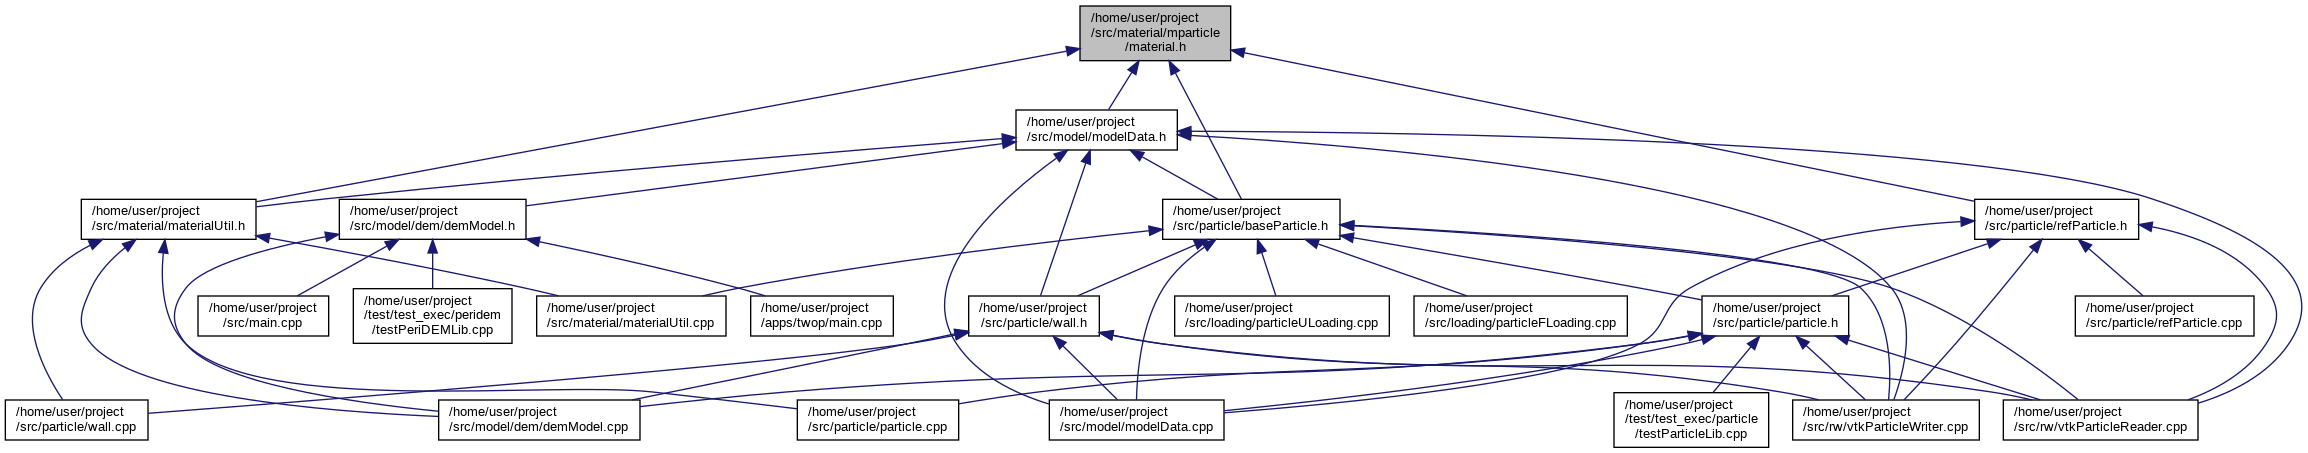 /home/user/project
/src/material/mparticle
/material.h
/home/user/project
/src/model/modelData.h
/home/user/project
/src/material/materialUtil.h
/home/user/project
/src/model/dem/demModel.h
/home/user/project
/src/particle/baseParticle.h
/home/user/project
/src/particle/refParticle.h
/home/user/project
/src/main.cpp
/home/user/project
/test/test_exec/peridem
/testPeriDEMLib.cpp
/home/user/project
/src/material/materialUtil.cpp
/home/user/project
/apps/twop/main.cpp
/home/user/project
/src/particle/wall.h
/home/user/project
/src/loading/particleULoading.cpp
/home/user/project
/src/loading/particleFLoading.cpp
/home/user/project
/src/particle/particle.h
/home/user/project
/src/particle/refParticle.cpp
/home/user/project
/src/particle/wall.cpp
/home/user/project
/src/model/dem/demModel.cpp
/home/user/project
/src/particle/particle.cpp
/home/user/project
/src/model/modelData.cpp
/home/user/project
/test/test_exec/particle
/testParticleLib.cpp
/home/user/project
/src/rw/vtkParticleWriter.cpp
/home/user/project
/src/rw/vtkParticleReader.cpp